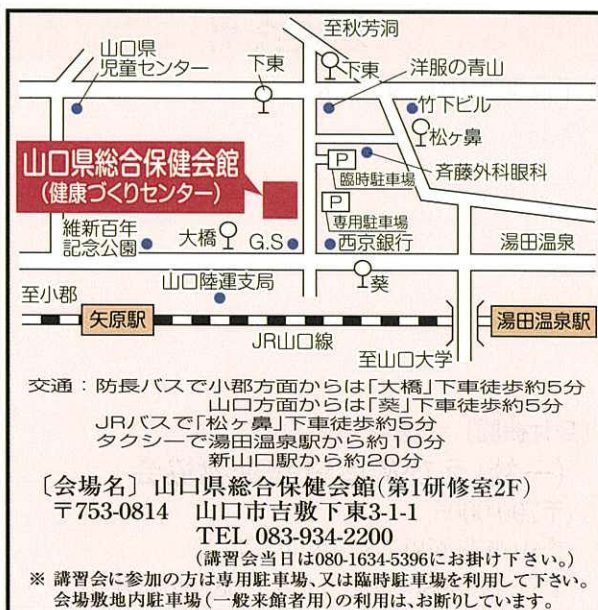 至秋芳洞
山口県
児童センター
下東
下東
洋服の青山
竹下ビル
松ヶ鼻
P
臨時駐車場
斉藤外科眼科
山口県総合保健会館
(健康づくりセンター)
P
専用駐車場
維新百年
記念公園
大橋
G.S
西京銀行
湯田温泉
山口陸運支局
葵
至小郡
矢原駅
湯田温泉駅
JR山口線
至山口大学
交通：防長バスで小郡方面からは「大橋」下車徒歩約5分
山口方面からは「葵」下車徒歩約5分
JRバスで「松ヶ鼻」下車徒歩約5分
タクシーで湯田温泉駅から約10分
新山口駅から約20分
〔会場名〕 山口県総合保健会館(第1研修室2F)
〒753-0814 山口市吉敷下東3-1-1
TEL 083-934-2200
(講習会当日は080-1634-5396にお掛け下さい。)
※ 講習会に参加の方は専用駐車場、又は臨時駐車場を利用して下さい。
会場敷地内駐車場(一般来館者用)の利用は、お断りしています。